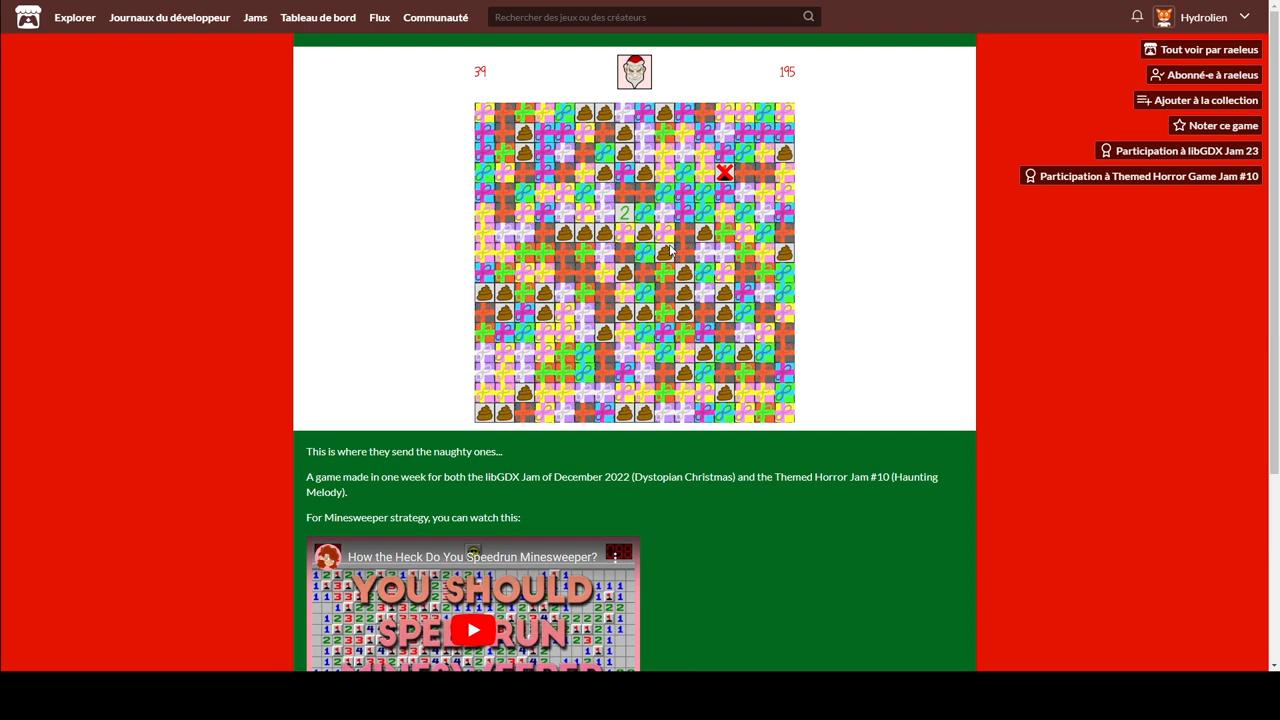 Explorer Journaux du développeur Jams Tableau de bord Flux Communauté Rechercher des jeux ou des créateurs Hydrolien
Tout voir par raeleus
Abonné·e à raeleus
Ajouter à la collection
Noter ce game
Participation à libGDX Jam 23
Participation à Themed Horror Game Jam #10
39 195
2
This is where they send the naughty ones...
A game made in one week for both the libGDX Jam of December 2022 (Dystopian Christmas) and the Themed Horror Jam #10 (Haunting
Melody).
For Minesweeper strategy, you can watch this:
How the Heck Do You Speedrun Minesweeper?
YOU SHOULD
SPEEDRUN